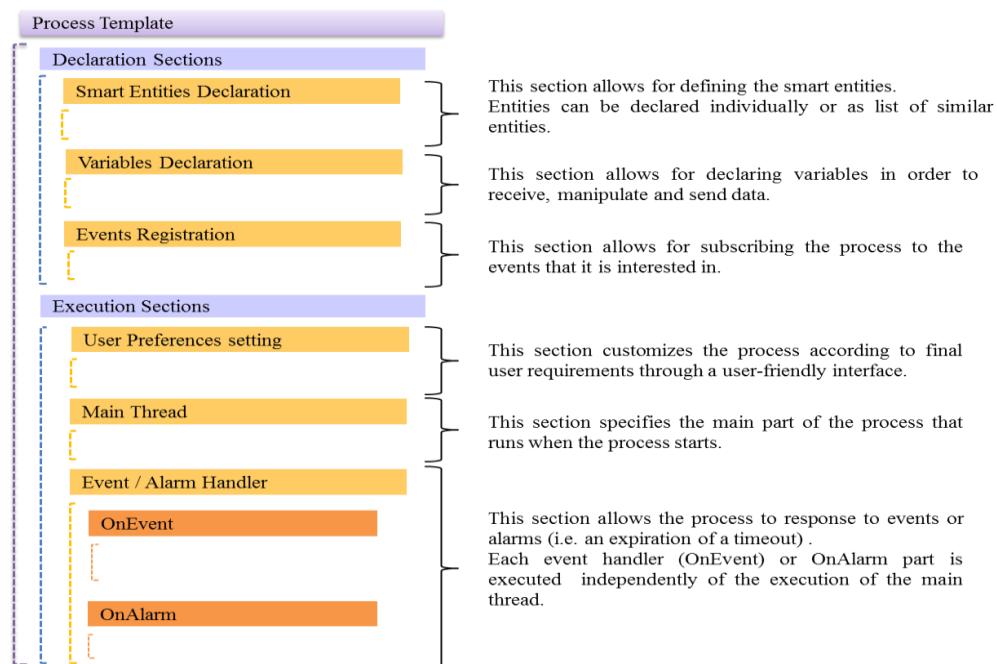 Process Template
Declaration Sections
Smart Entities Declaration
This section allows for defining the smart entities.
Entities can be declared individually or as list of similar
entities.
Variables Declaration
This section allows for declaring variables in order to
receive, manipulate and send data.
Events Registration
This section allows for subscribing the process to the
events that it is interested in.
Execution Sections
User Preferences setting
This section customizes the process according to final
user requirements through a user-friendly interface.
Main Thread
This section specifies the main part of the process that
runs when the process starts.
Event / Alarm Handler
OnEvent
This section allows the process to response to events or
alarms (i.e. an expiration of a timeout) .
Each event handler (OnEvent) or OnAlarm part is
executed independently of the execution of the main
thread.
OnAlarm